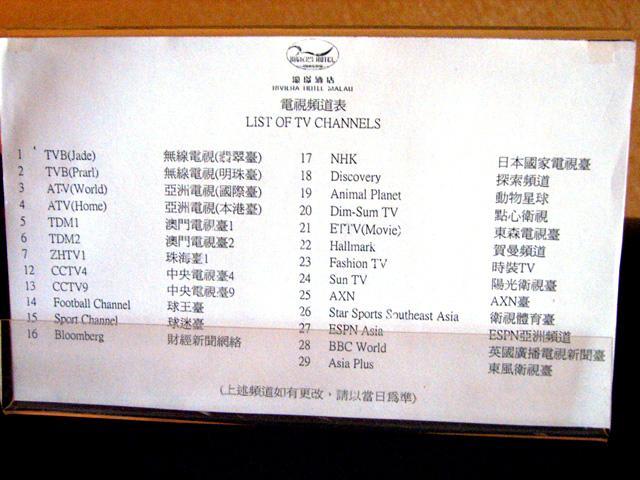 RIVIERA HOTEL
濠璟酒店
RIVIERA HOTEL MACAU
電視頻道表
LIST OF TV CHANNELS
1 TVB(Jade) 無線電視(翡翠臺)
2 TVB(Prarl) 無線電視(明珠臺)
3 ATV(World) 亞洲電視(國際臺)
4 ATV(Home) 亞洲電視(本港臺)
5 TDM1 澳門電視臺1
6 TDM2 澳門電視臺2
7 ZHTV1 珠海臺1
12 CCTV4 中央電視臺4
13 CCTV9 中央電視臺9
14 Football Channel 球王臺
15 Sport Channel 球迷臺
16 Bloomberg 財經新聞網絡
17 NHK 日本國家電視臺
18 Discovery 探索頻道
19 Animal Planet 動物星球
20 Dim-Sum TV 點心衛視
21 ETTV(Movie) 東森電視臺
22 Hallmark 賀曼頻道
23 Fashion TV 時裝TV
24 Sun TV 陽光衛視臺
25 AXN AXN臺
26 Star Sports Southeast Asia 衛視體育臺
27 ESPN Asia ESPN亞洲頻道
28 BBC World 英國廣播電視新聞臺
29 Asia Plus 東風衛視臺
(上述頻道如有更改，請以當日爲準)